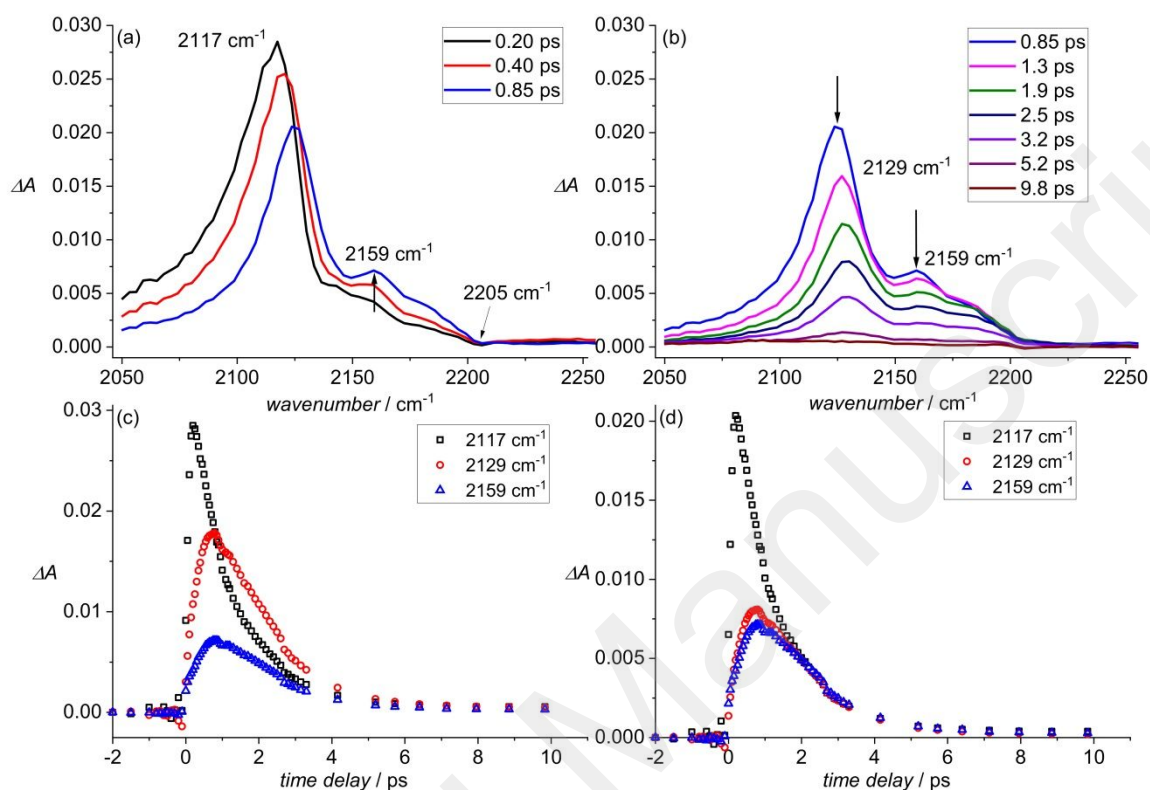 (a)
2117 cm⁻¹
0.20 ps
0.40 ps
0.85 ps
2159 cm⁻¹
2205 cm⁻¹
0.030
0.025
0.020
0.015
0.010
0.005
0.000
ΔA
2050 2100 2150 2200 2250
wavenumber / cm⁻¹
(b)
0.85 ps
1.3 ps
1.9 ps
2.5 ps
3.2 ps
5.2 ps
9.8 ps
2129 cm⁻¹
2159 cm⁻¹
0.030
0.025
0.020
0.015
0.010
0.005
0.000
ΔA
2050 2100 2150 2200 2250
wavenumber / cm⁻¹
(c)
2117 cm⁻¹
2129 cm⁻¹
2159 cm⁻¹
0.03
0.02
0.01
0.00
ΔA
-2 0 2 4 6 8 10
time delay / ps
(d)
2117 cm⁻¹
2129 cm⁻¹
2159 cm⁻¹
0.020
0.015
0.010
0.005
0.000
ΔA
-2 0 2 4 6 8 10
time delay / ps